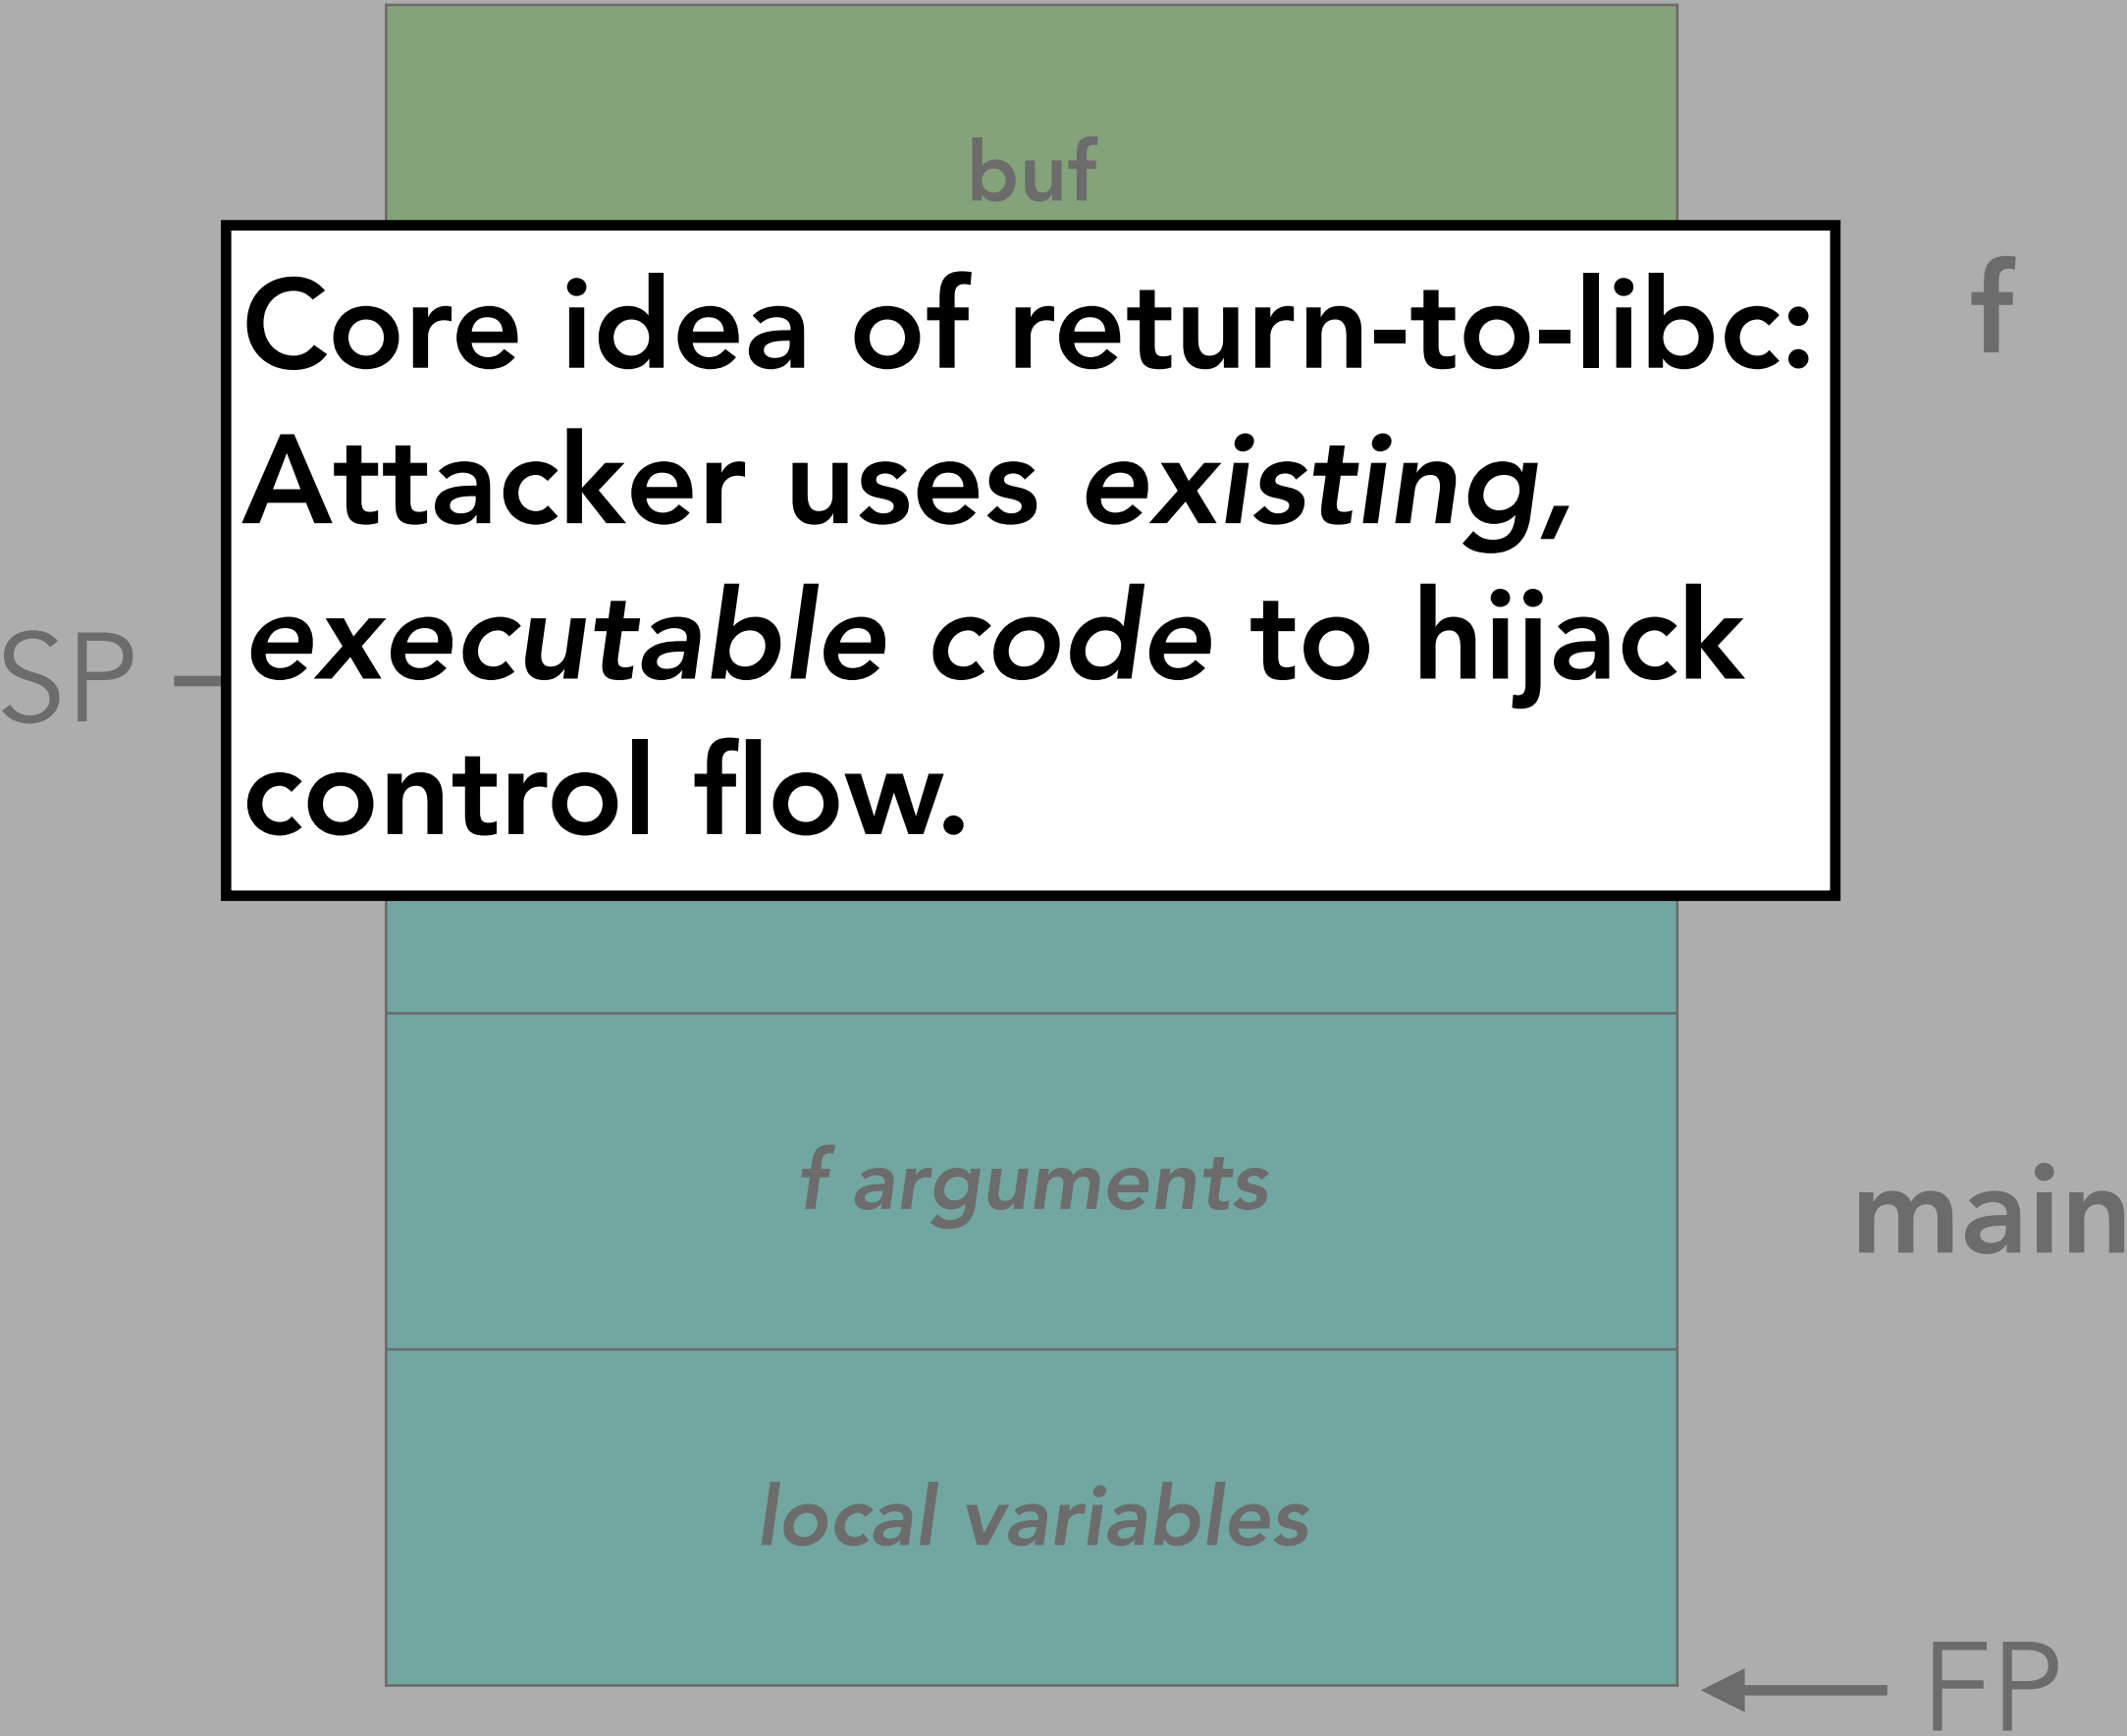 buf
f
Core idea of return-to-libc:
Attacker uses existing,
executable code to hijack
control flow.
SP
f arguments
main
local variables
FP